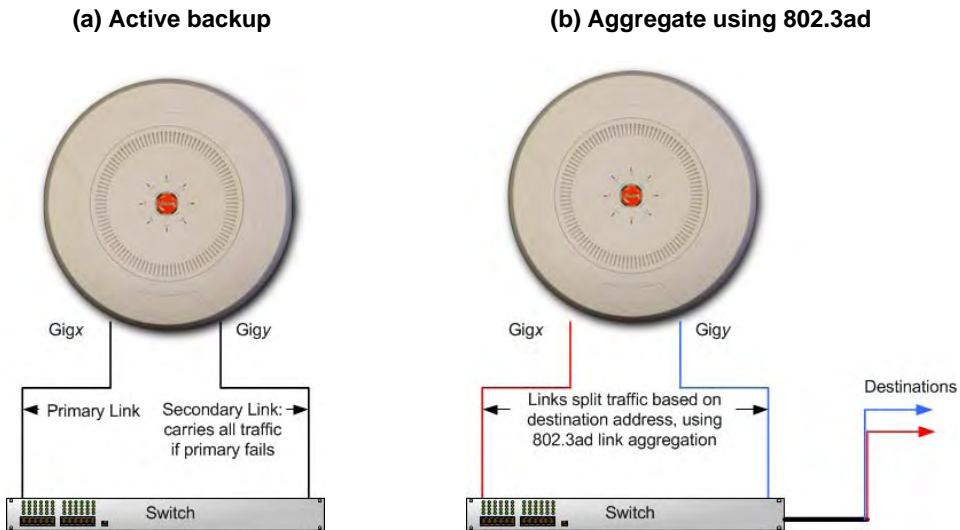 (a) Active backup
(b) Aggregate using 802.3ad
Gigx
Gigy
Primary Link
Secondary Link:
carries all traffic
if primary fails
Switch
Gigx
Gigy
Links split traffic based on
destination address, using
802.3ad link aggregation
Destinations
Switch